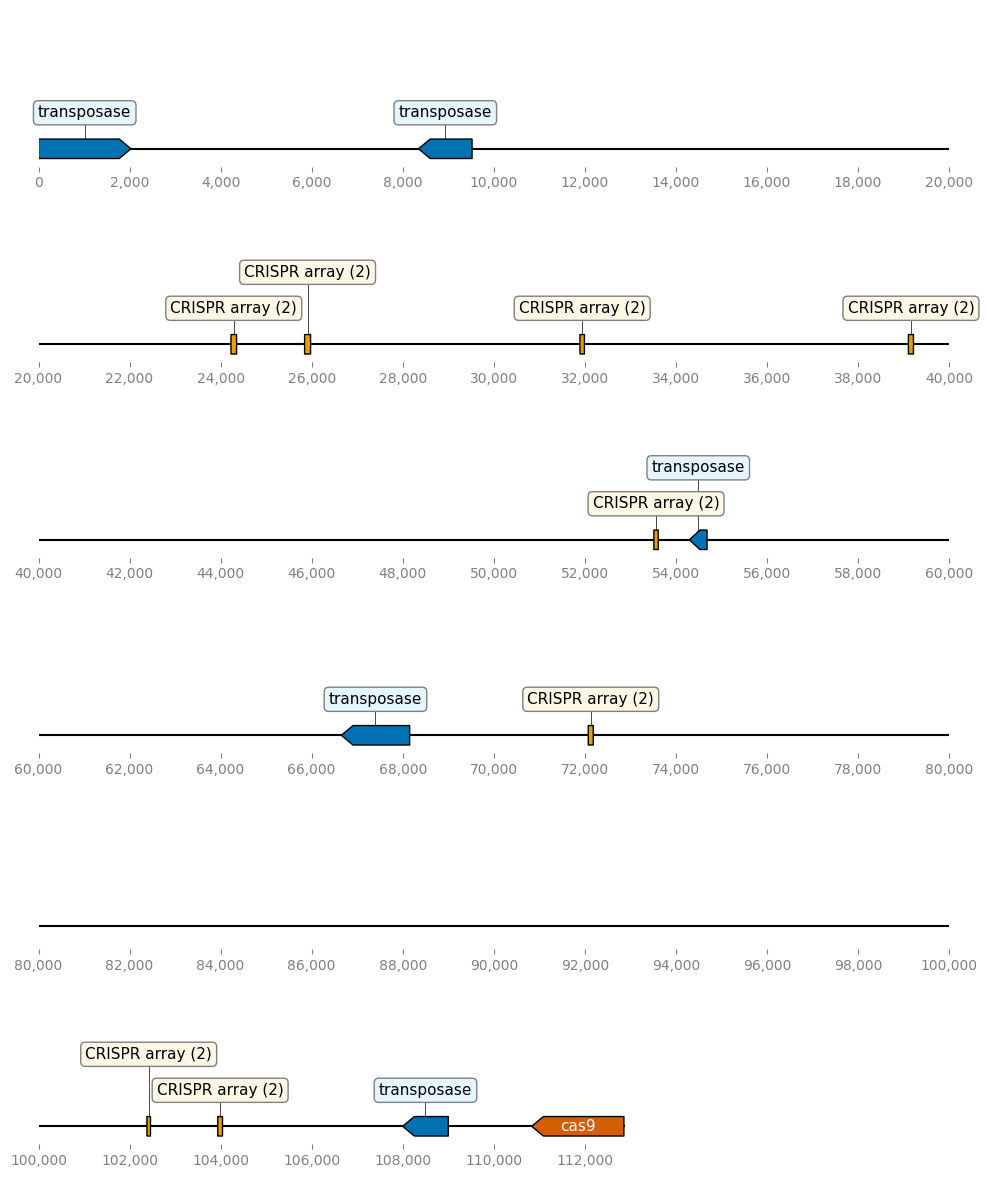 transposase transposase
0 2,000 4,000 6,000 8,000 10,000 12,000 14,000 16,000 18,000 20,000
CRISPR array (2)
CRISPR array (2) CRISPR array (2) CRISPR array (2)
20,000 22,000 24,000 26,000 28,000 30,000 32,000 34,000 36,000 38,000 40,000
transposase
CRISPR array (2)
40,000 42,000 44,000 46,000 48,000 50,000 52,000 54,000 56,000 58,000 60,000
transposase CRISPR array (2)
60,000 62,000 64,000 66,000 68,000 70,000 72,000 74,000 76,000 78,000 80,000
80,000 82,000 84,000 86,000 88,000 90,000 92,000 94,000 96,000 98,000 100,000
CRISPR array (2)
CRISPR array (2) transposase
cas9
100,000 102,000 104,000 106,000 108,000 110,000 112,000